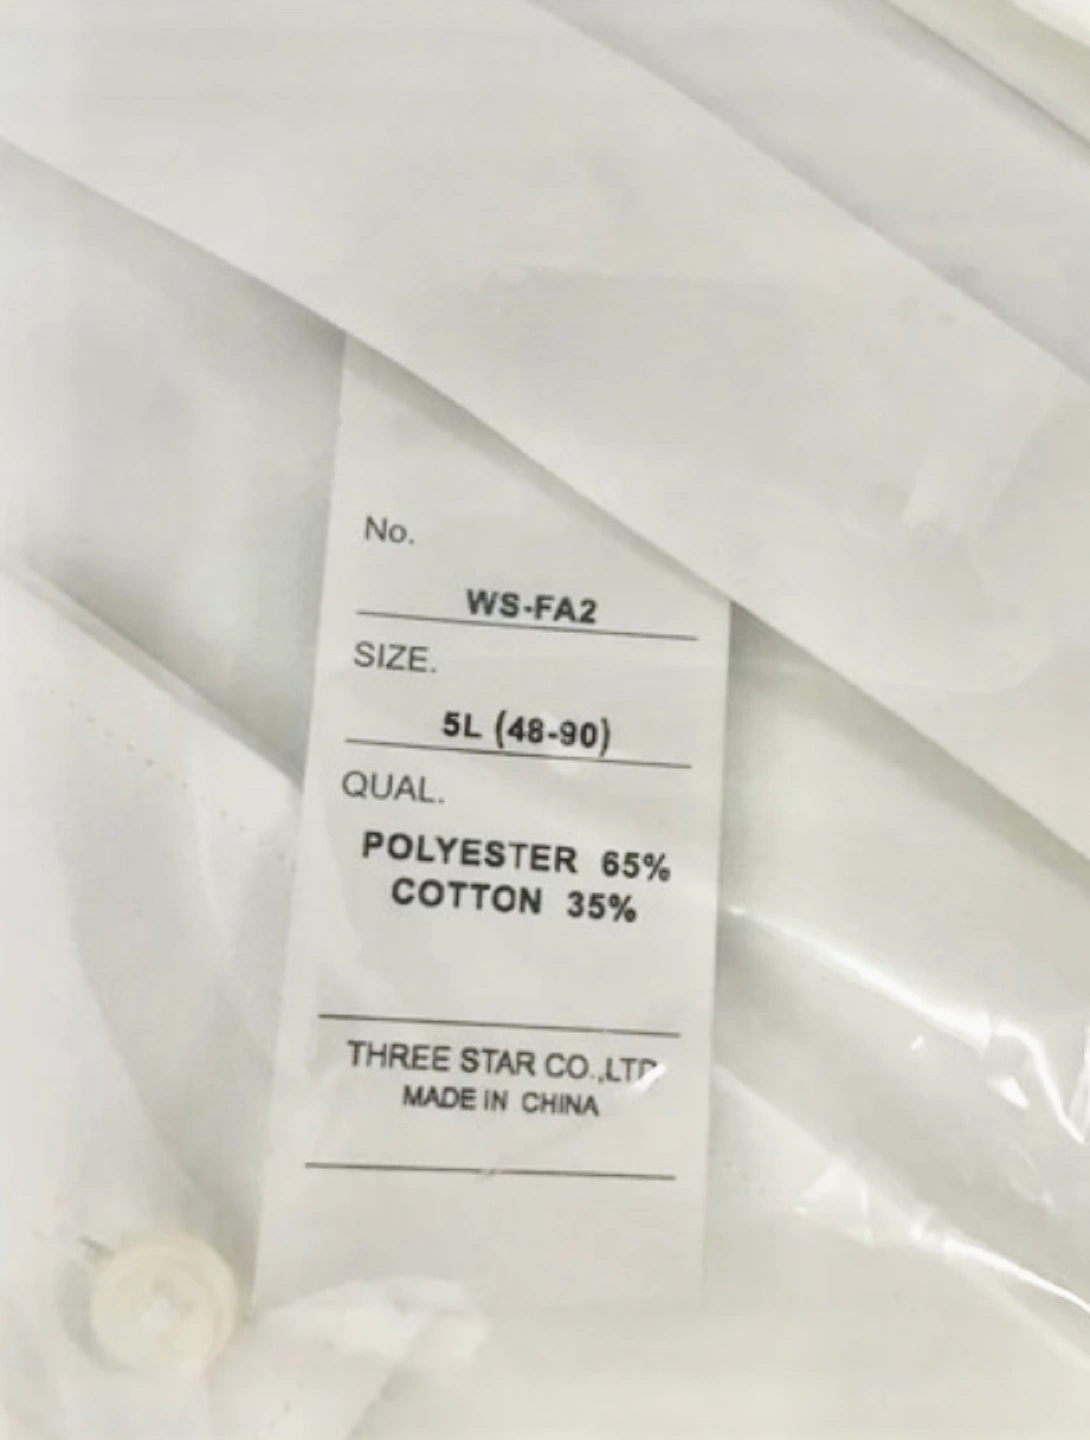 No.
WS-FA2
SIZE.
5L (48-90)
QUAL.
POLYESTER 65%
COTTON 35%
THREE STAR CO.,LTD.
MADE IN CHINA